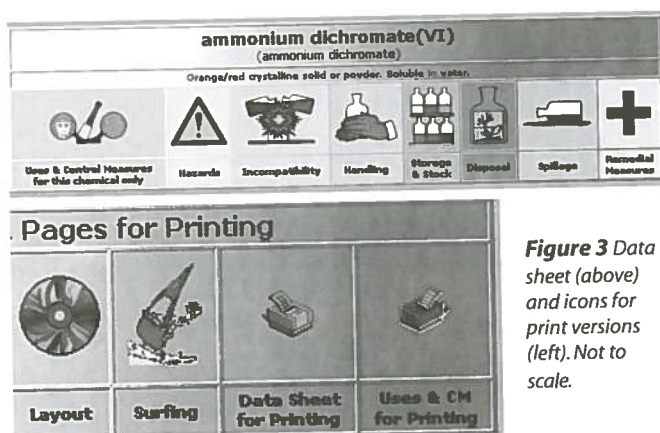 ammonium dichromate(VI)
(ammonium dichromate)
Orange/red crystalline solid or powder. Soluble in water.
Uses & Control Measures
for this chemical only
Hazards
Incompatibility
Handling
Storage
& Stock
Disposal
Spillage
Remedial
Measures
. Pages for Printing
Layout
Surfing
Data Sheet
for Printing
Uses & CM
for Printing
Figure 3 Data
sheet (above)
and icons for
print versions
(left). Not to
scale.